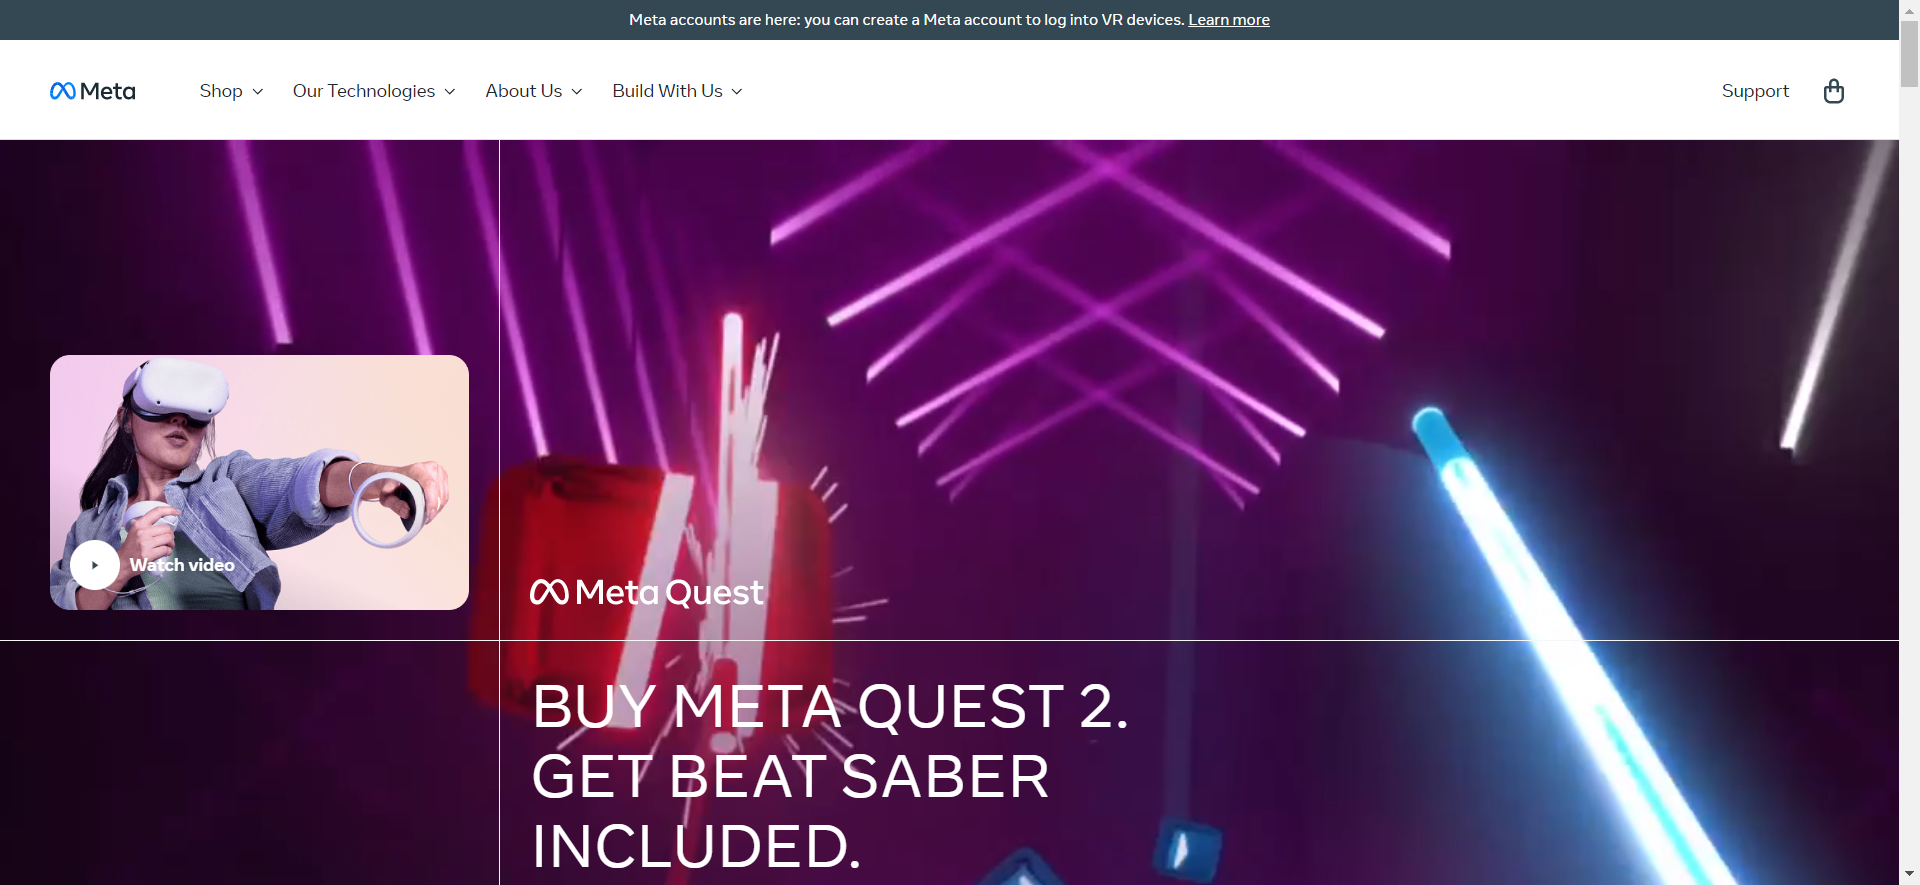 Meta accounts are here: you can create a Meta account to log into VR devices. Learn more
Meta
Shop
Our Technologies
About Us
Build With Us
Support
Watch video
Meta Quest
BUY META QUEST 2.
GET BEAT SABER
INCLUDED.